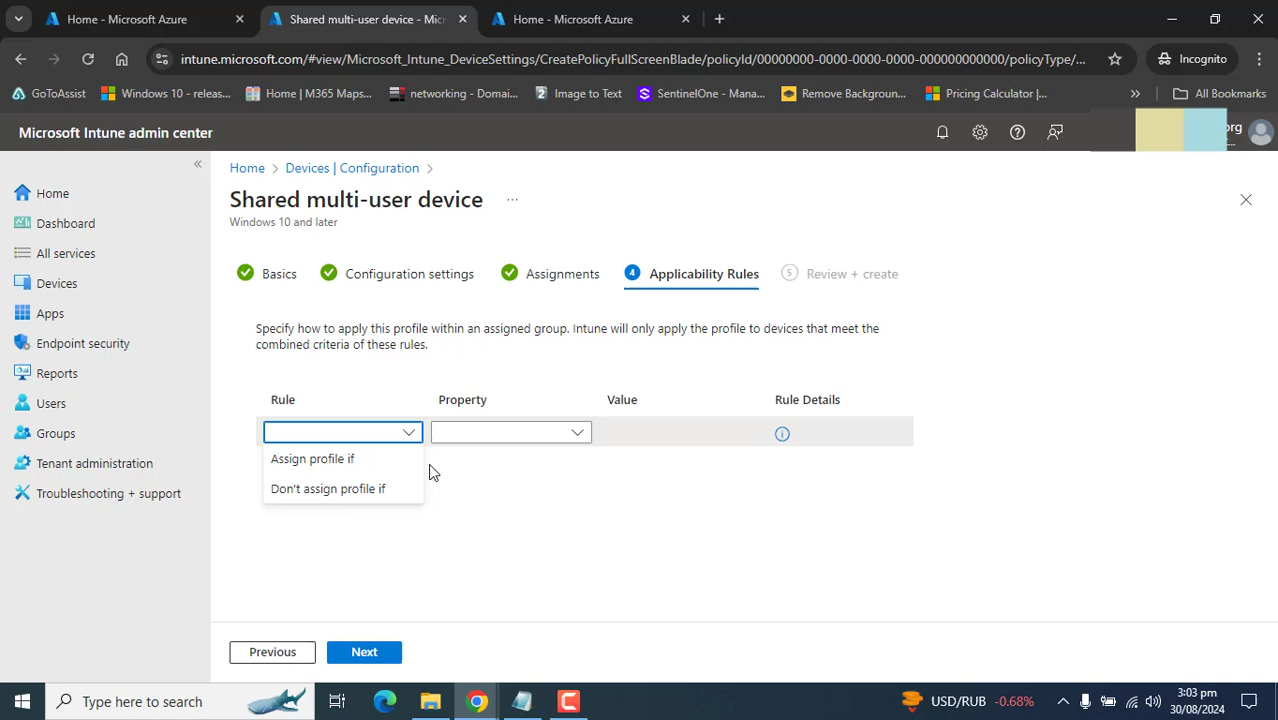 Home - Microsoft Azure
Shared multi-user device - Mic
Home - Microsoft Azure
intune.microsoft.com/#view/Microsoft_Intune_DeviceSettings/CreatePolicyFullScreenBlade/policyId/00000000-0000-0000-0000-000000000000/policyType/...
Incognito
GoToAssist
Windows 10 - releas...
Home | M365 Maps...
networking - Domai...
Image to Text
SentinelOne - Mana...
Remove Backgroun...
Pricing Calculator |...
All Bookmarks
Microsoft Intune admin center
org
Home
Dashboard
All services
Devices
Apps
Endpoint security
Reports
Users
Groups
Tenant administration
Troubleshooting + support
Home > Devices | Configuration >
Shared multi-user device ...
Windows 10 and later
Basics
Configuration settings
Assignments
4 Applicability Rules
5 Review + create
Specify how to apply this profile within an assigned group. Intune will only apply the profile to devices that meet the
combined criteria of these rules.
Rule Property Value Rule Details
Assign profile if
Don't assign profile if
Previous
Next
Type here to search
USD/RUB -0.68%
3:03 pm
30/08/2024